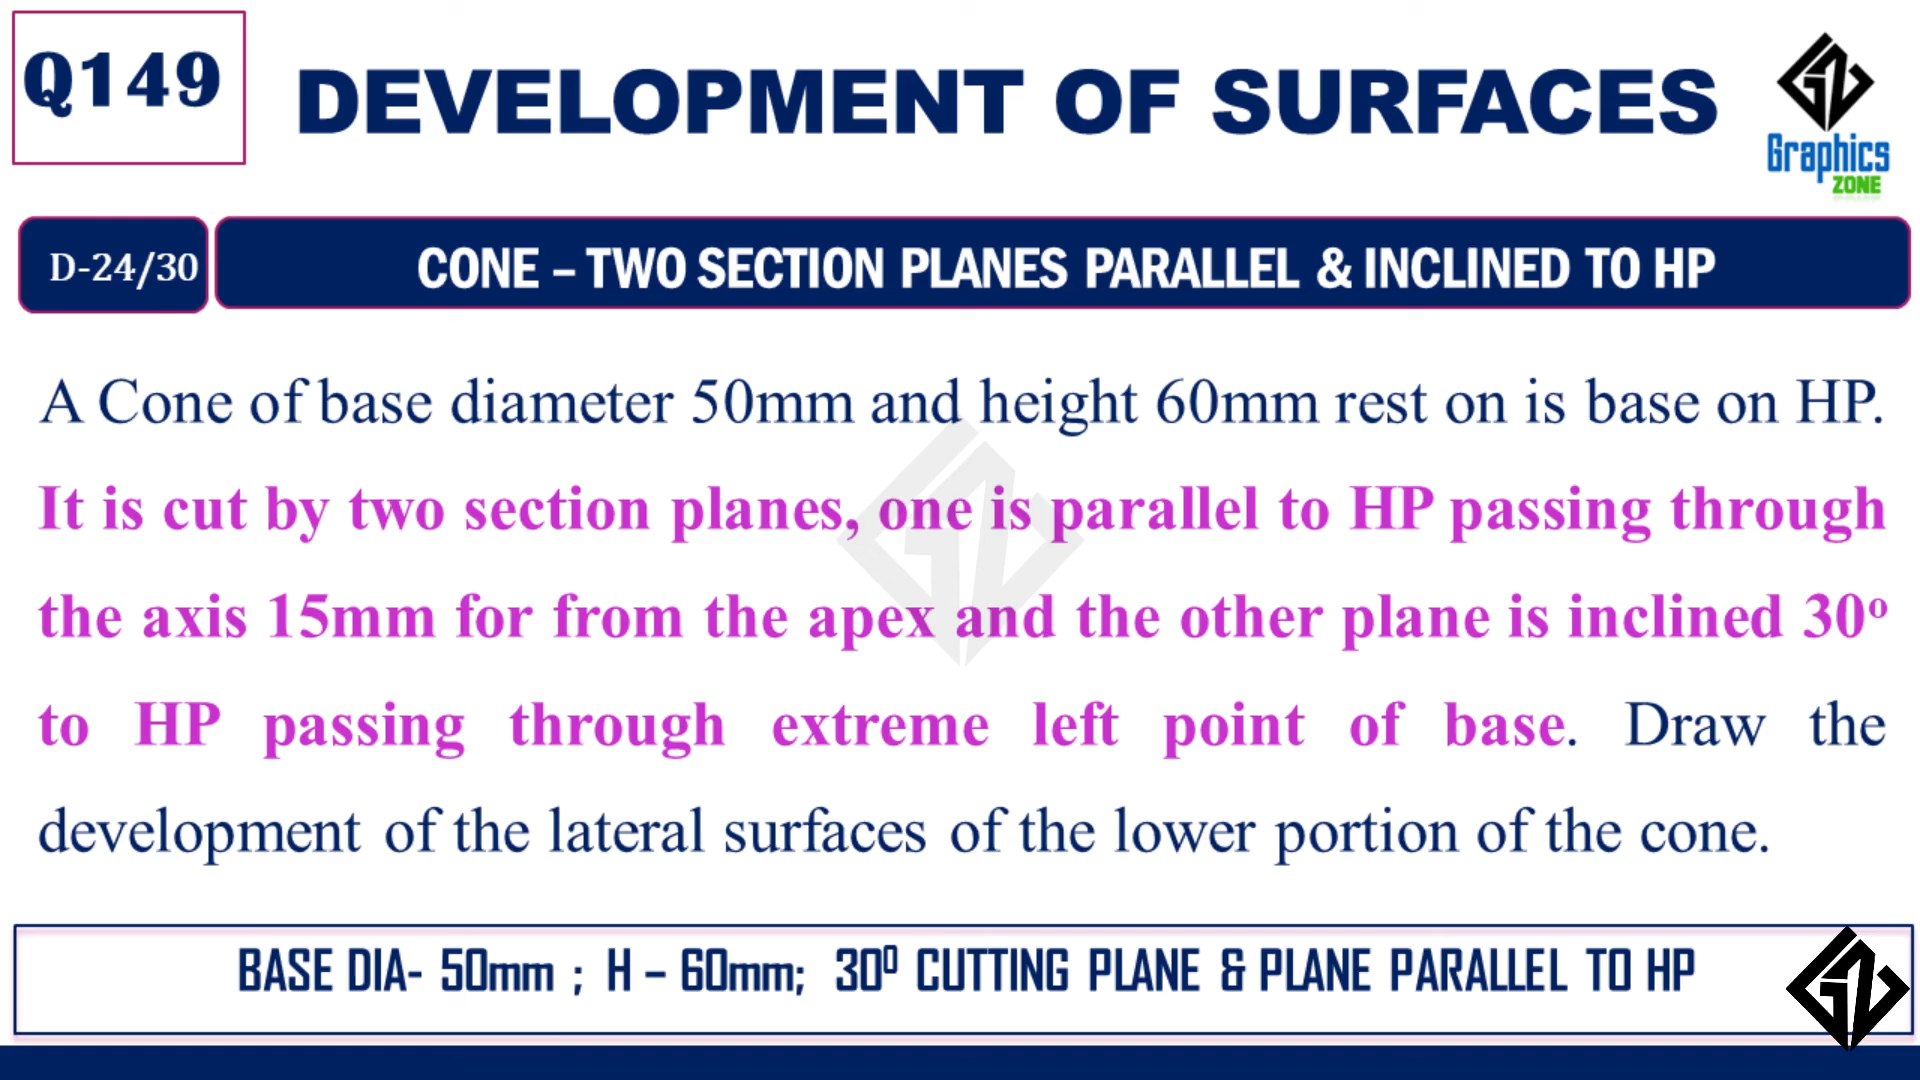 Q149
DEVELOPMENT OF SURFACES
Graphics
ZONE
D-24/30
CONE – TWO SECTION PLANES PARALLEL & INCLINED TO HP
A Cone of base diameter 50mm and height 60mm rest on is base on HP.
It is cut by two section planes, one is parallel to HP passing through
the axis 15mm for from the apex and the other plane is inclined 30º
to HP passing through extreme left point of base. Draw the
development of the lateral surfaces of the lower portion of the cone.
BASE DIA- 50mm ; H – 60mm; 30⁰ CUTTING PLANE & PLANE PARALLEL TO HP